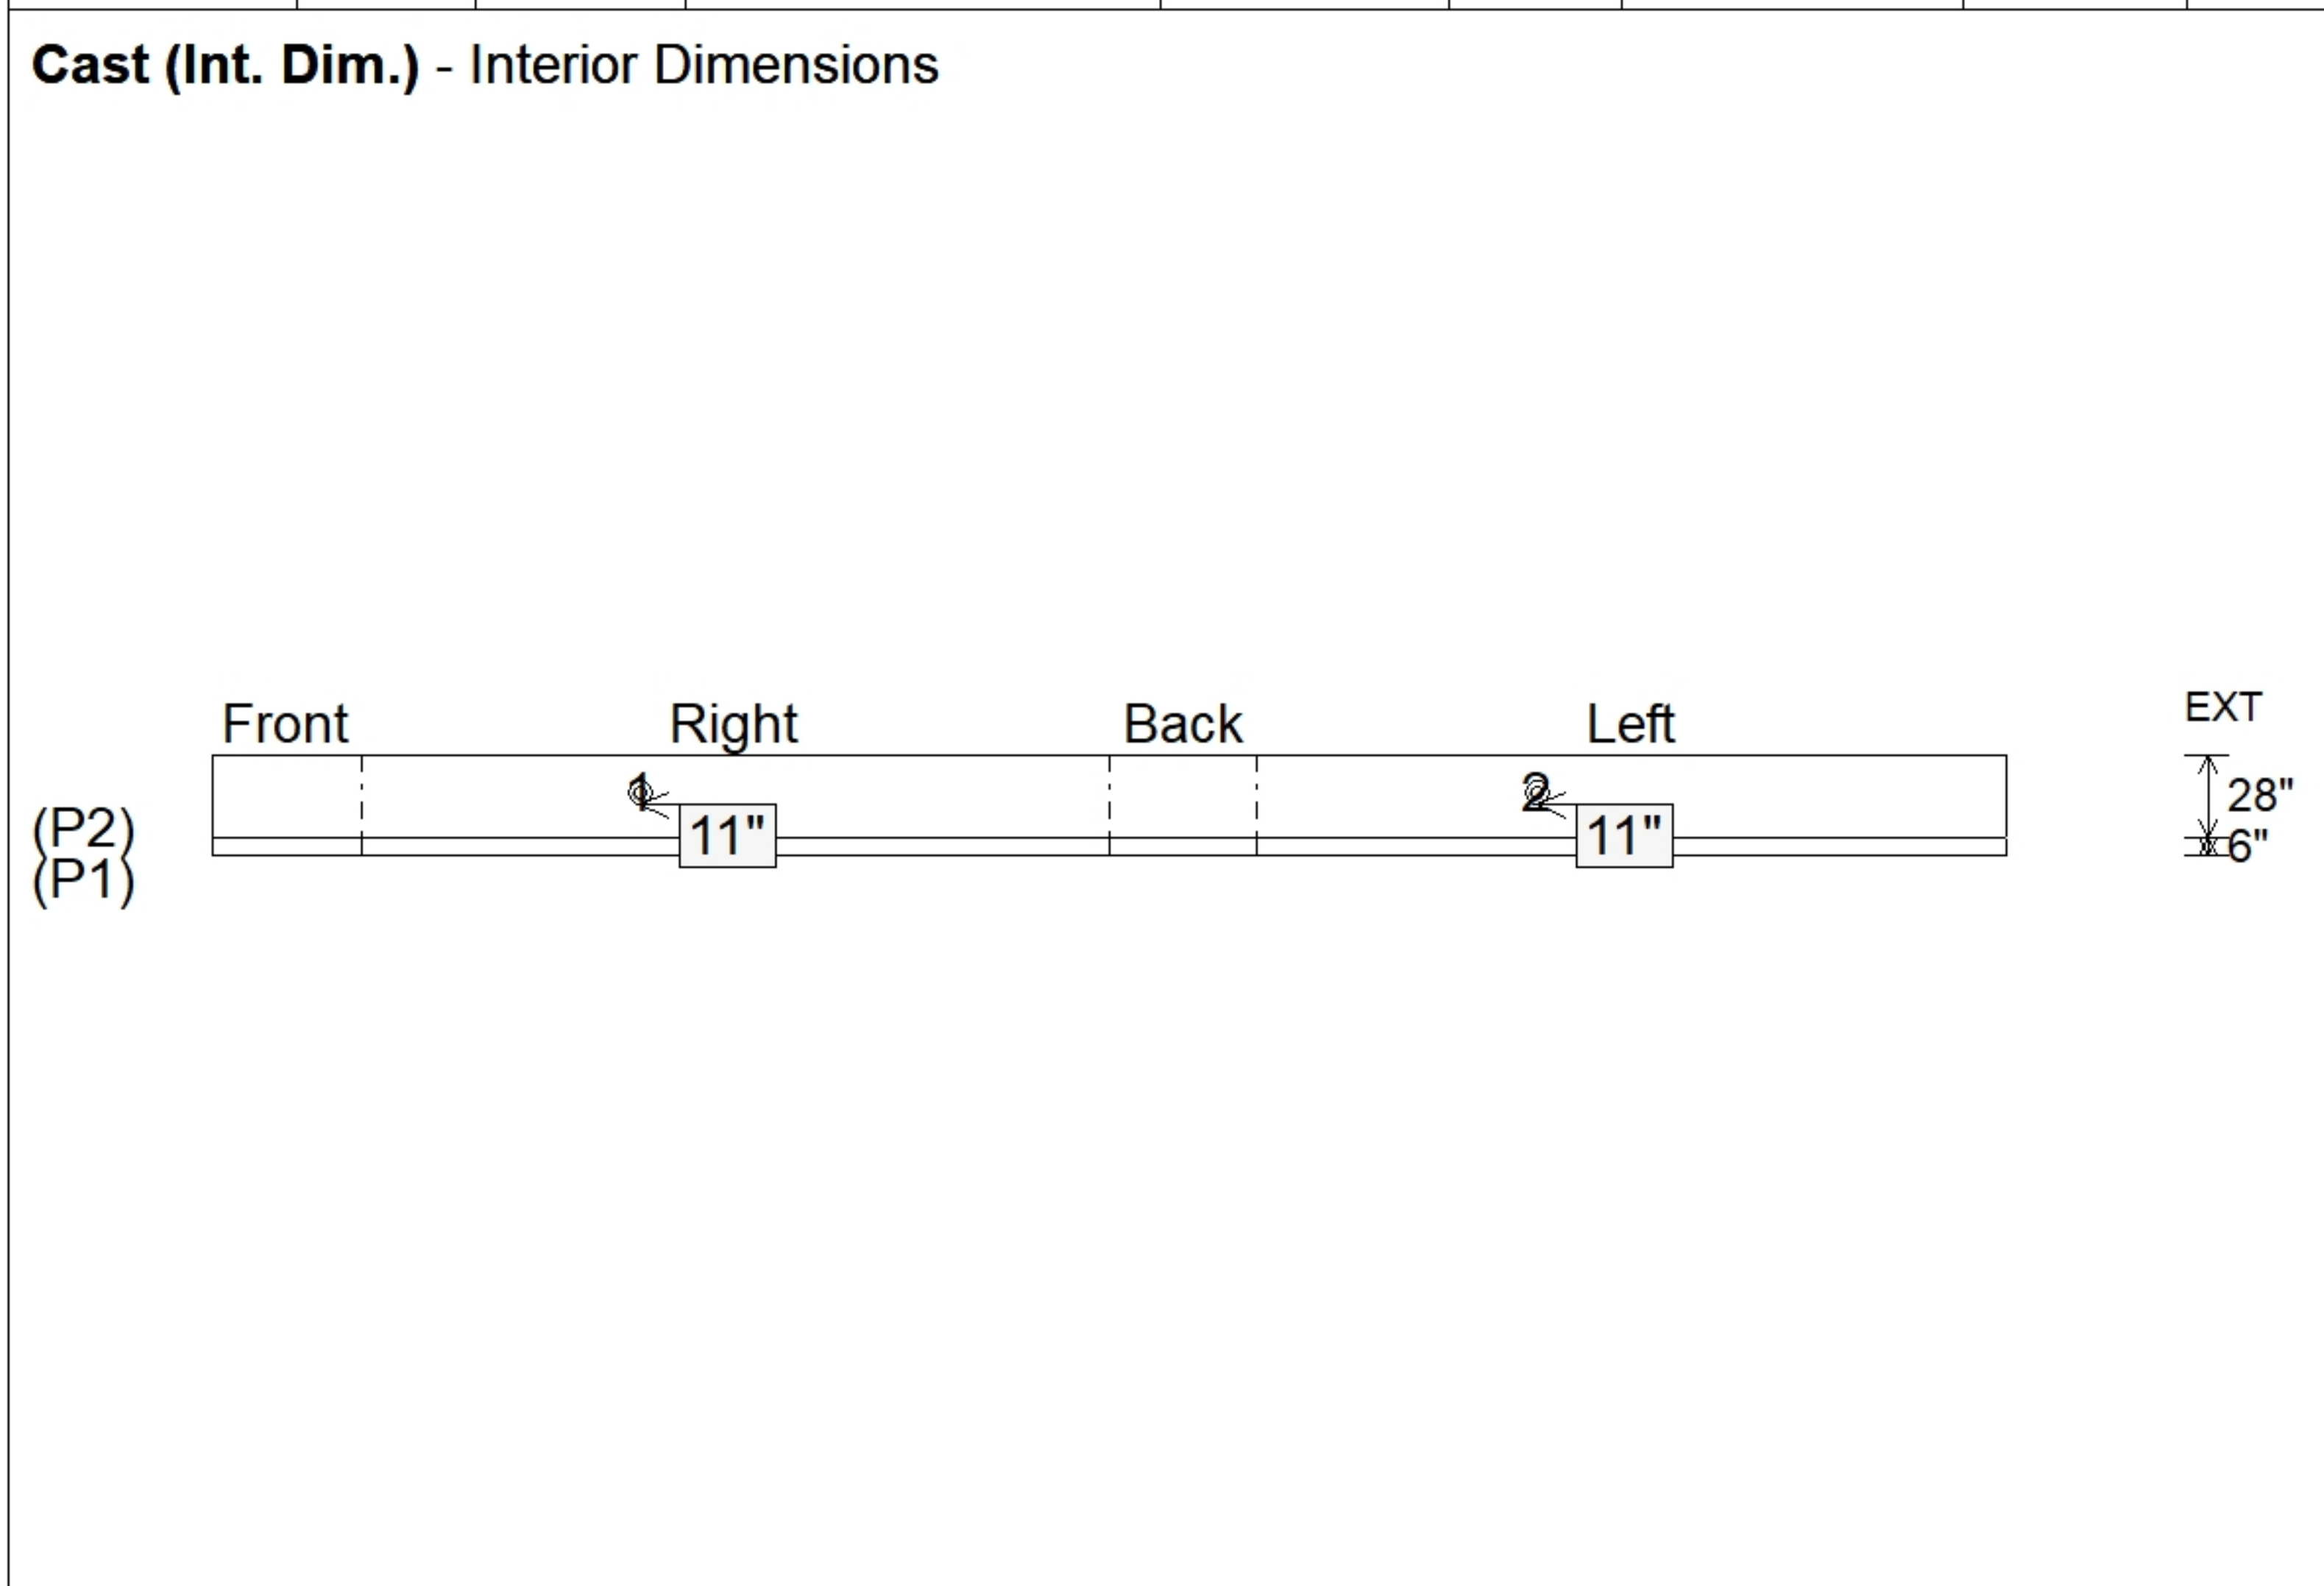 Cast (Int. Dim.) - Interior Dimensions
EXT
Front Right Back Left
1 2 28"
(P2) 11" 11" 6"
(P1)